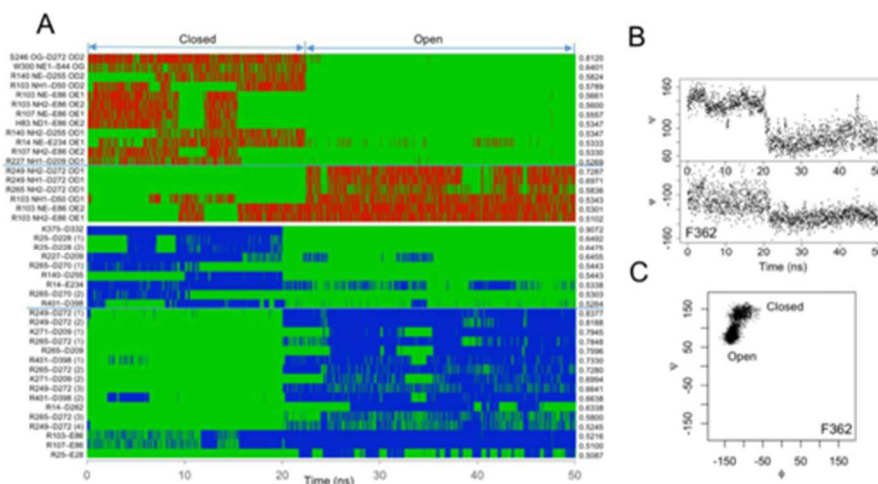 A
Closed Open
S246 OG–D272 OD2 0.8120
W300 NE1–S44 OG 0.6401
R140 NE–D255 OD2 0.5824
R103 NH1–D50 OD2 0.5789
R103 NE–E86 OE1 0.5661
R103 NH2–E86 OE2 0.5600
R107 NE–E86 OE1 0.5557
H83 ND1–E86 OE2 0.5347
R140 NH2–D255 OD1 0.5347
R14 NE–E234 OE1 0.5333
R107 NH2–E86 OE2 0.5330
R227 NH1–D209 OD1 0.5269
R249 NH2–D272 OD1 0.7287
R249 NH1–D272 OD1 0.6971
R265 NH2–D272 OD1 0.5836
R103 NH1–D50 OD1 0.5343
R103 NE–E86 OE2 0.5301
R103 NH2–E86 OE1 0.5102
K375–D332 0.9072
R25–D228 (1) 0.6492
R25–D228 (2) 0.6475
R227–D209 0.6455
R265–D270 (1) 0.5443
R140–D255 0.5443
R14–E234 0.5338
R265–D270 (2) 0.5303
R401–D398 0.5264
R249–D272 (1) 0.8377
R249–D272 (2) 0.8188
K271–D209 (1) 0.7945
R265–D272 (1) 0.7848
R265–D209 0.7596
R401–D398 (1) 0.7330
R265–D272 (2) 0.7280
K271–D209 (2) 0.6994
R249–D272 (3) 0.6641
R401–D398 (2) 0.6638
R14–D262 0.6338
R265–D272 (3) 0.5800
R249–D272 (4) 0.5245
R103–E86 0.5216
R107–E86 0.5100
R25–E28 0.5087
0 10 20 30 40 50
Time (ns)
B
160
100
60
Ψ
-100
-160
F362
0 10 20 30 40 50
Time (ns)
C
150
50
-50
-150
Ψ
Closed
Open
F362
-150 -50 50 150
ϕ